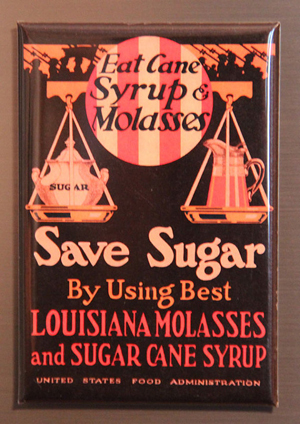 Eat Cane
Syrup &
Molasses
SUGAR
Save Sugar
By Using Best
LOUISIANA MOLASSES
and SUGAR CANE SYRUP
UNITED STATES FOOD ADMINISTRATION